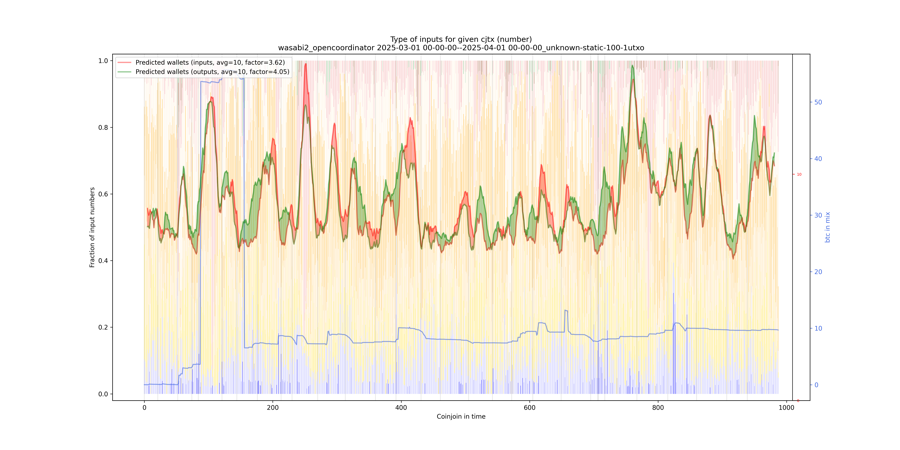 Type of inputs for given cjtx (number)
wasabi2_opencoordinator 2025-03-01 00-00-00--2025-04-01 00-00-00_unknown-static-100-1utxo
Predicted wallets (inputs, avg=10, factor=3.62)
Predicted wallets (outputs, avg=10, factor=4.05)
1.0
0.8
0.6
0.4
0.2
0.0
Fraction of input numbers
0
200
400
600
800
1000
Coinjoin in time
50
40
30
20
10
0
btc in mix